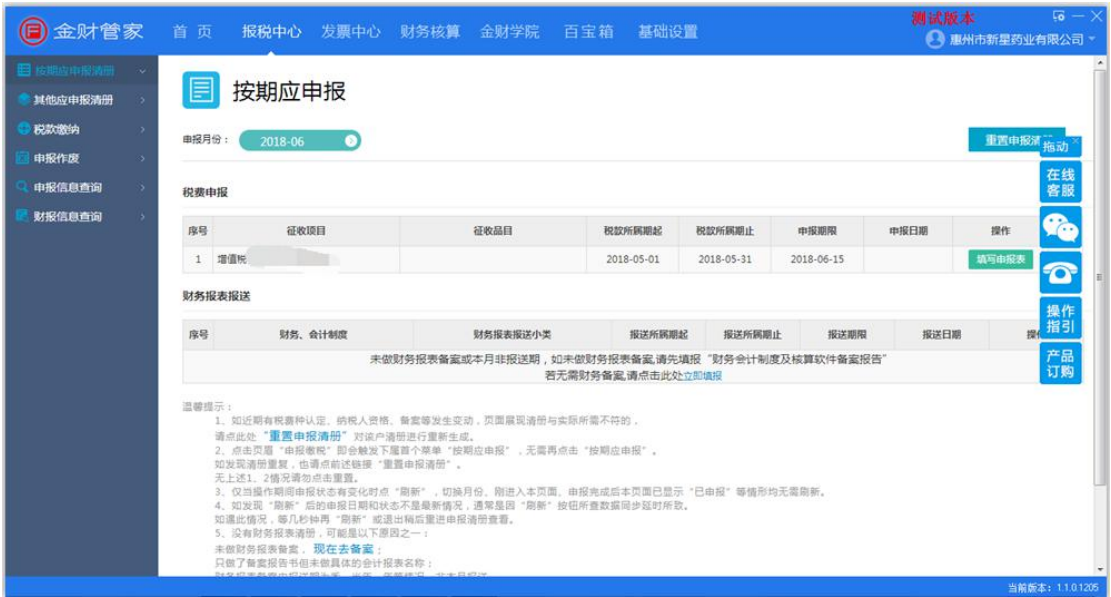 测试版本
金财管家
首 页 报税中心 发票中心 财务核算 金财学院 百宝箱 基础设置
惠州市新星药业有限公司
按期应申报清册
其他应申报清册
税款缴纳
申报作废
申报信息查询
财报信息查询
按期应申报
申报月份： 2018-06
重置申报清
拖动
在线
客服
操作
指引
产品
订购
税费申报
序号 征收项目 征收品目 税款所属期起 税款所属期止 申报期限 申报日期 操作
1 增值税 2018-05-01 2018-05-31 2018-06-15 填写申报表
财务报表报送
序号 财务、会计制度 财务报表报送小类 报送所属期起 报送所属期止 报送期限 报送日期
未做财务报表备案或本月非报送期，如未做财务报表备案,请先填报“财务会计制度及核算软件备案报告”
若无需财务备案,请点击此处立即填报
温馨提示：
1、如近期有税费种认定、纳税人资格、备案等发生变动，页面展现清册与实际所需不符的，
请点此处“重置申报清册”对该户清册进行重新生成。
2、点击页眉“申报缴税”即会触发下属首个菜单“按期应申报”，无需再点击“按期应申报”。
如发现清册重复，也请点前述链接“重置申报清册”。
无上述1、2情况请勿点击重置。
3、仅当操作期间申报状态有变化时点“刷新”，切换月份、刚进入本页面、申报完成后本页面已显示“已申报”等情形均无需刷新。
4、如发现“刷新”后的申报日期和状态不是最新情况，通常是因“刷新”按钮所查数据同步延时所致。
如遇此情况，等几秒钟再“刷新”或退出稍后重进申报清册查看。
5、没有财务报表清册，可能是以下原因之一：
未做财务报表备案，现在去备案；
只做了备案报告书但未做具体的会计报表名称；
当前版本：1.1.0.1205